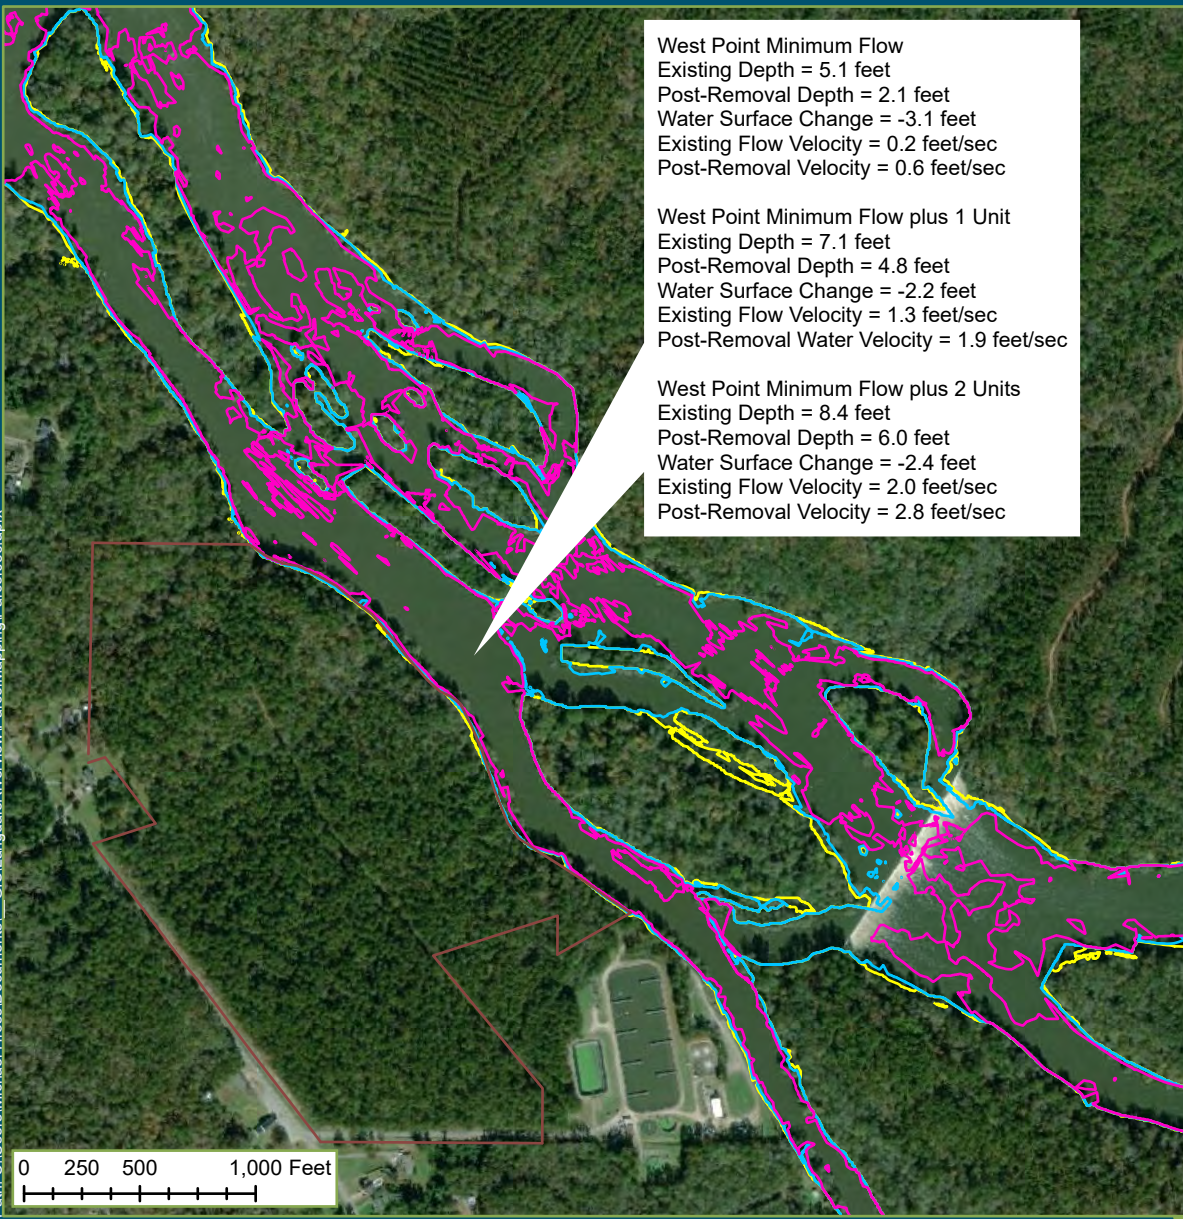 West Point Minimum Flow
Existing Depth = 5.1 feet
Post-Removal Depth = 2.1 feet
Water Surface Change = -3.1 feet
Existing Flow Velocity = 0.2 feet/sec
Post-Removal Velocity = 0.6 feet/sec
West Point Minimum Flow plus 1 Unit
Existing Depth = 7.1 feet
Post-Removal Depth = 4.8 feet
Water Surface Change = -2.2 feet
Existing Flow Velocity = 1.3 feet/sec
Post-Removal Water Velocity = 1.9 feet/sec
West Point Minimum Flow plus 2 Units
Existing Depth = 8.4 feet
Post-Removal Depth = 6.0 feet
Water Surface Change = -2.4 feet
Existing Flow Velocity = 2.0 feet/sec
Post-Removal Velocity = 2.8 feet/sec
0 250 500 1,000 Feet